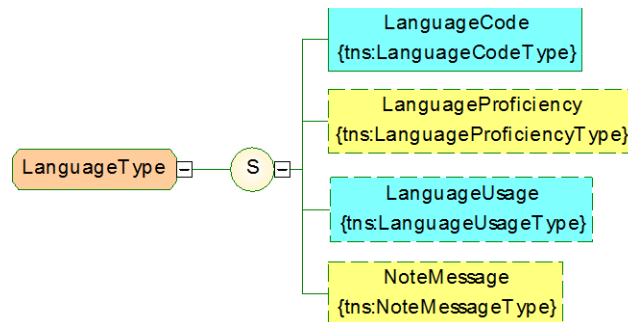 LanguageCode
{tns:LanguageCodeType}
LanguageProficiency
{tns:LanguageProficiencyType}
LanguageType
S
LanguageUsage
{tns:LanguageUsageType}
NoteMessage
{tns:NoteMessageType}